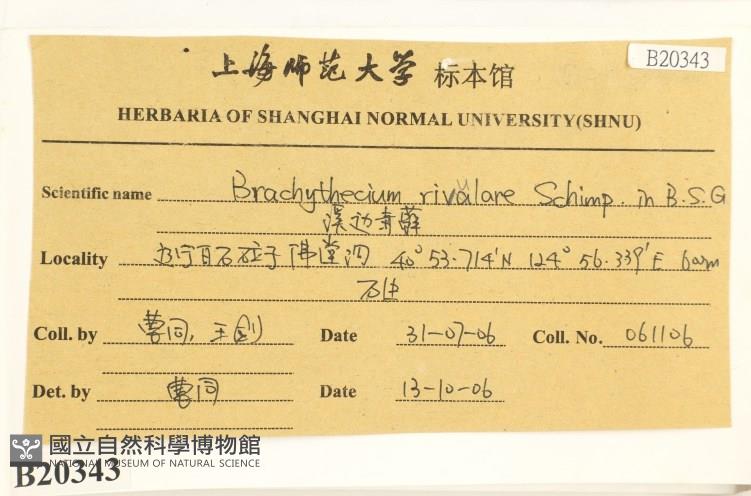 上海师范大学 标本馆
B20343
HERBARIA OF SHANGHAI NORMAL UNIVERSITY(SHNU)
Scientific name Brachythecium rivulare Schimp. in B.S.G
溪边青藓
Locality 辽宁 白石砬子 佛堂沟 40° 53.714'N 124° 56.339'E
石生
Coll. by 曹同, 王剑 Date 31-07-06 Coll. No. 061106
Det. by 曹同 Date 13-10-06
國立自然科學博物館
NATIONAL MUSEUM OF NATURAL SCIENCE
B20343